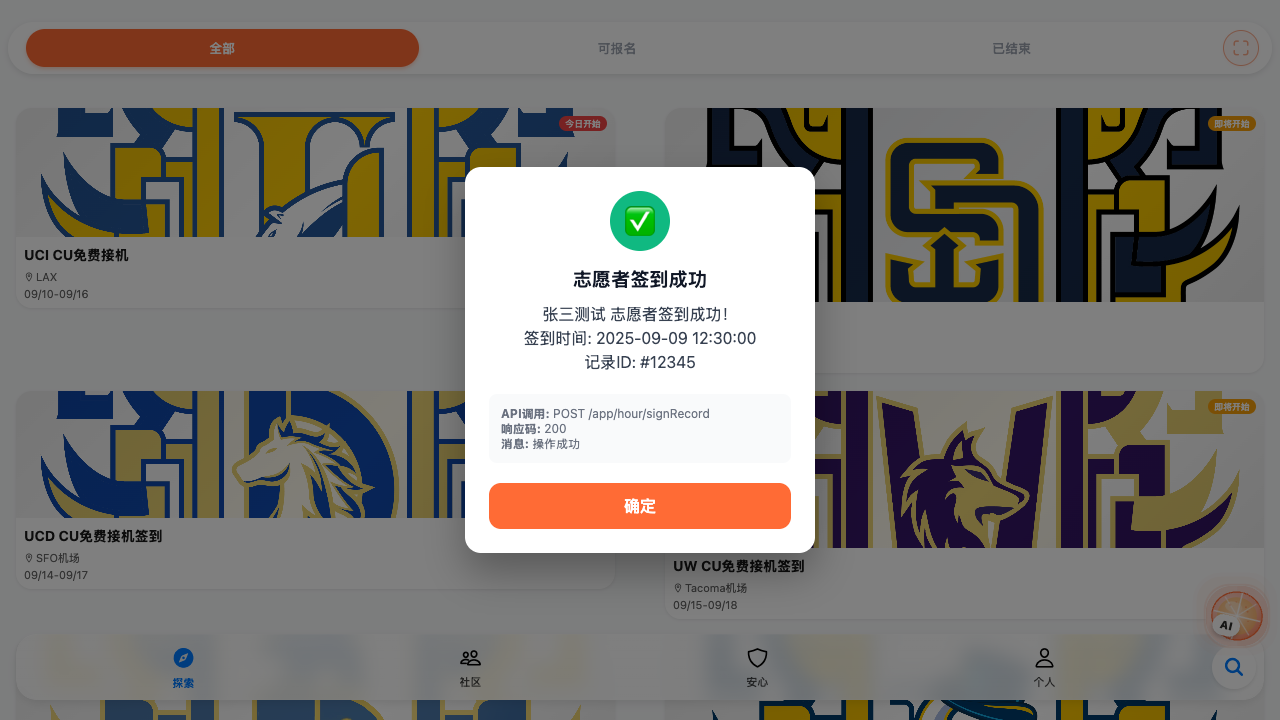 全部
可报名
已结束
今日开始
即将开始
UCI CU免费接机
LAX
09/10-09/16
志愿者签到成功
张三测试 志愿者签到成功！
签到时间: 2025-09-09 12:30:00
记录ID: #12345
API调用: POST /app/hour/signRecord
响应码: 200
消息: 操作成功
确定
即将开始
UCD CU免费接机签到
SFO机场
09/14-09/17
UW CU免费接机签到
Tacoma机场
09/15-09/18
AI
探索
社区
安心
个人